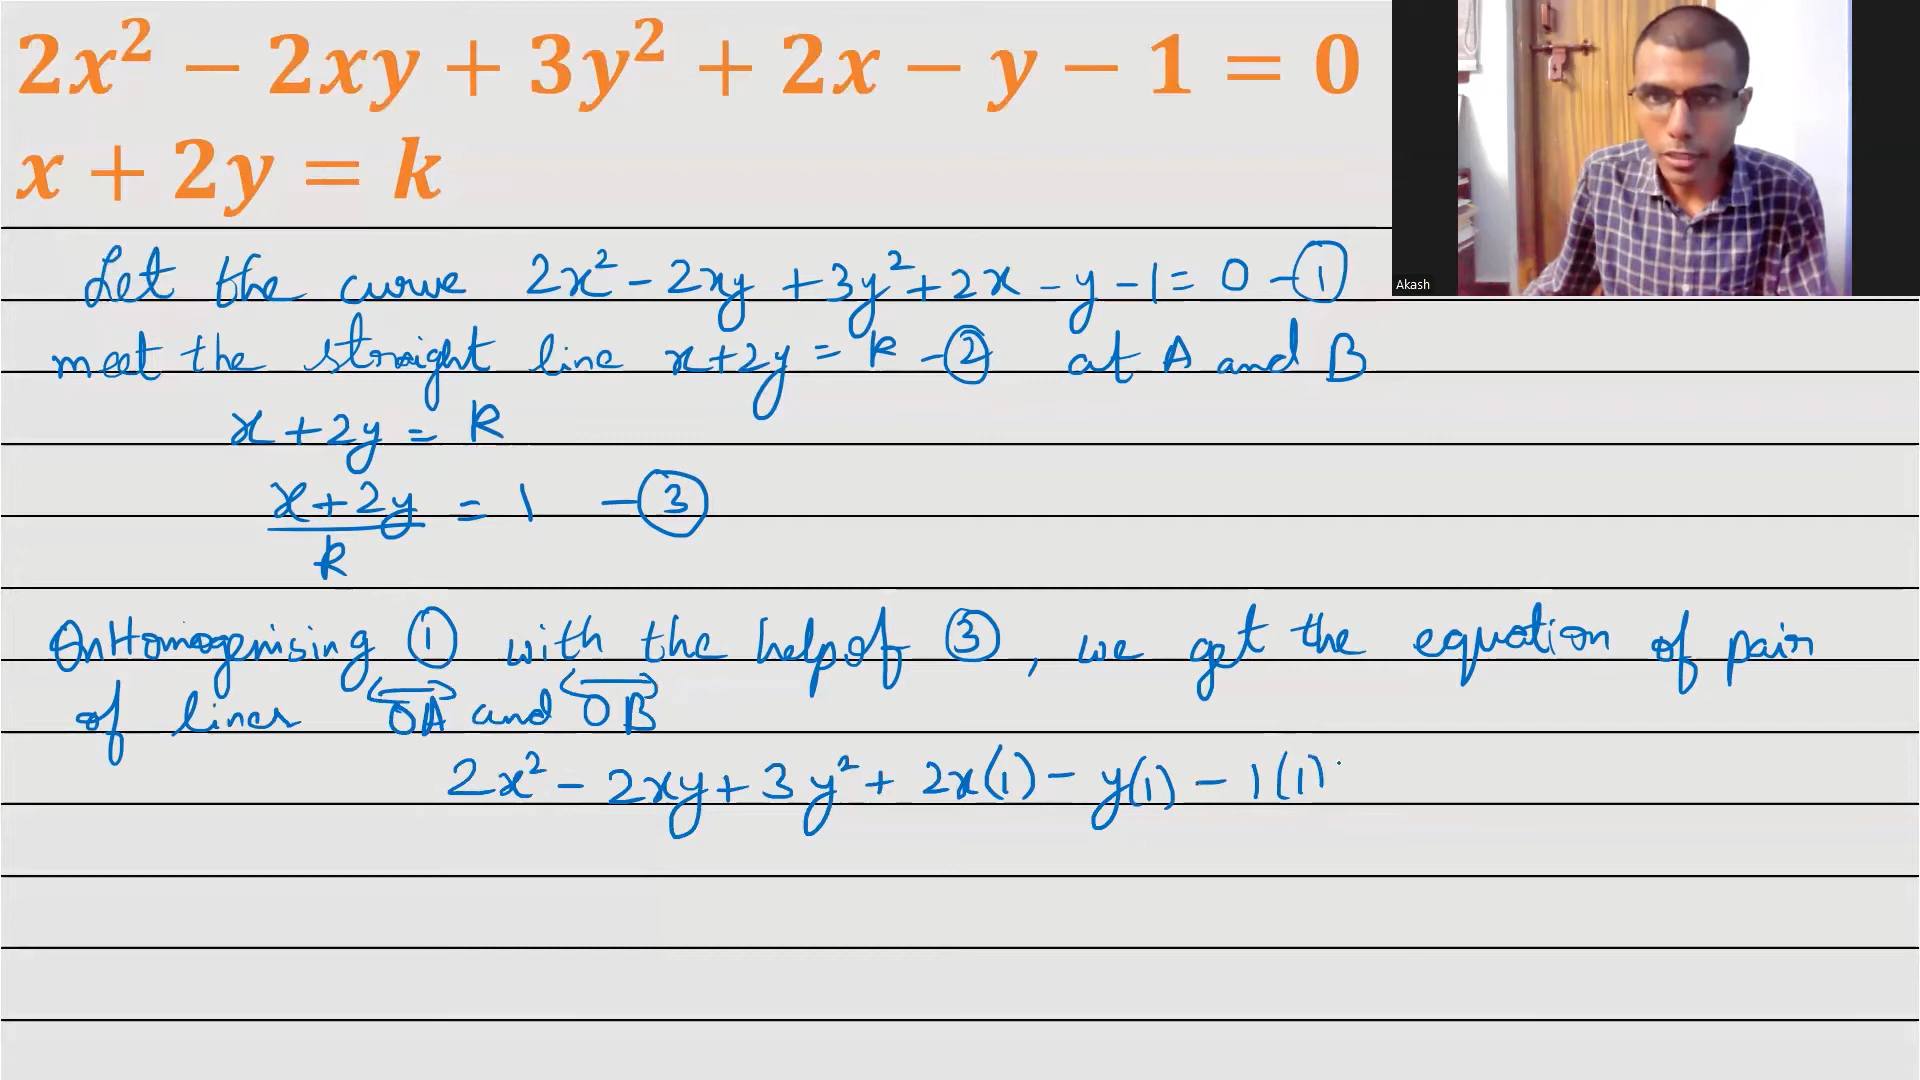 2x² − 2xy + 3y² + 2x − y − 1 = 0
x + 2y = k
Akash
Let the curve 2x² - 2xy + 3y² + 2x - y - 1 = 0 - ①
meet the straight line x + 2y = k - ② at A and B
x + 2y = k
x + 2y / k = 1 - ③
On Homogenising ① with the help of ③, we get the equation of pair
of lines OA and OB
2x² - 2xy + 3y² + 2x(1) - y(1) - 1(1)